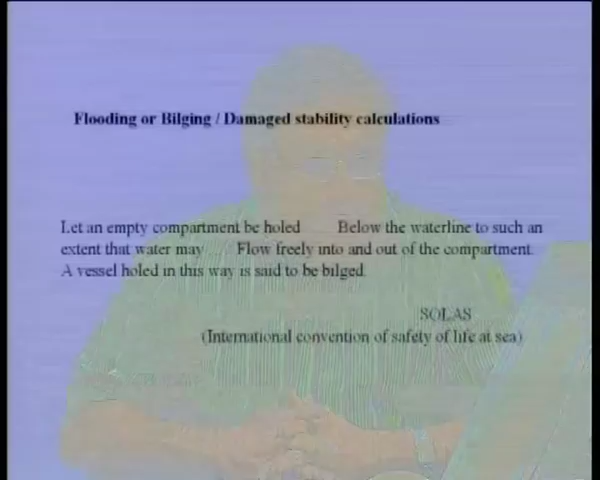 Flooding or Bilging / Damaged stability calculations
Let an empty compartment be holed Below the waterline to such an
extent that water may Flow freely into and out of the compartment.
A vessel holed in this way is said to be bilged.
SOLAS
(International convention of safety of life at sea)